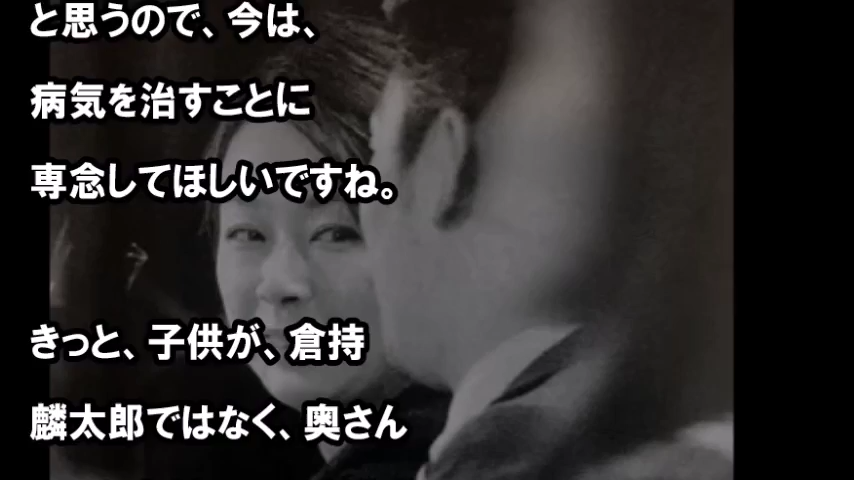 と思うので、今は、
病気を治すことに
専念してほしいですね。
きっと、子供が、倉持
麟太郎ではなく、奥さん